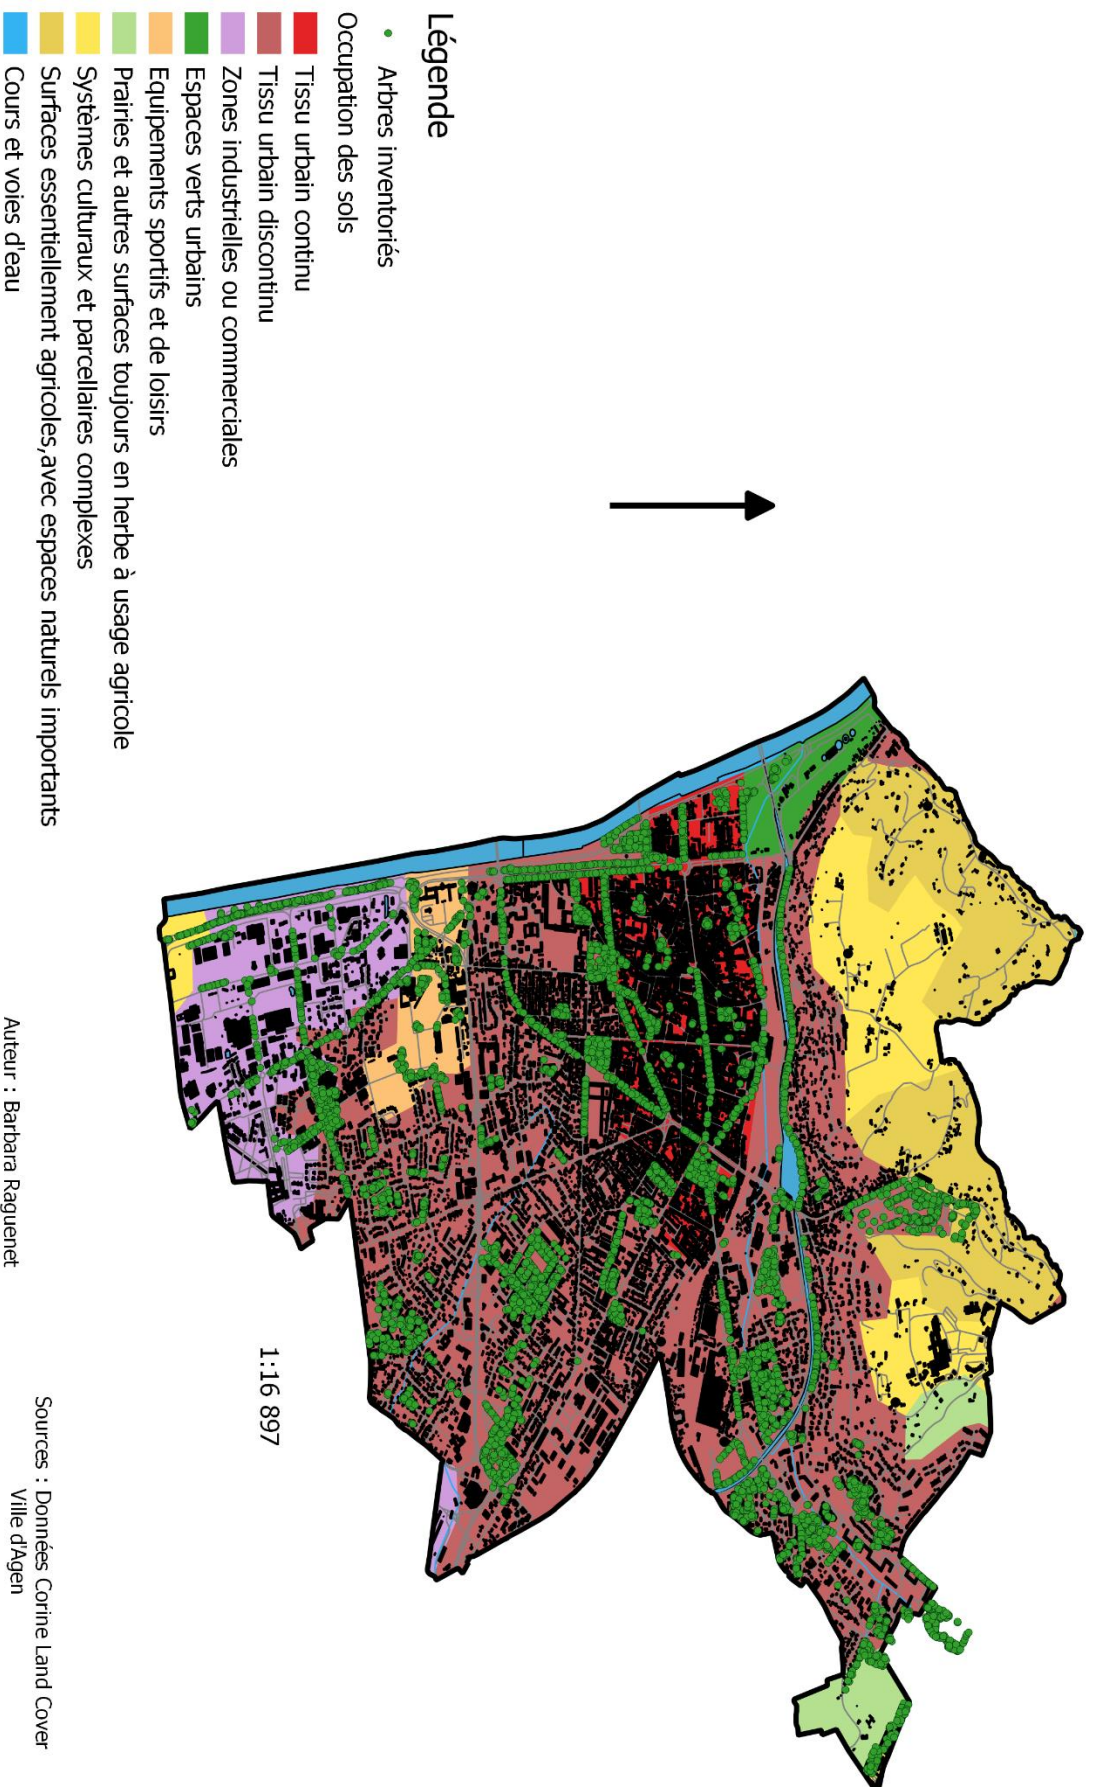 Légende
Arbres inventoriés
Occupation des sols
Tissu urbain continu
Tissu urbain discontinu
Zones industrielles ou commerciales
Espaces verts urbains
Equipements sportifs et de loisirs
Prairies et autres surfaces toujours en herbe à usage agricole
Systèmes culturaux et parcellaires complexes
Surfaces essentiellement agricoles,avec espaces naturels importants
Cours et voies d'eau
1:16 897
Auteur : Barbara Raguenet
Sources : Données Corine Land Cover
Ville d'Agen